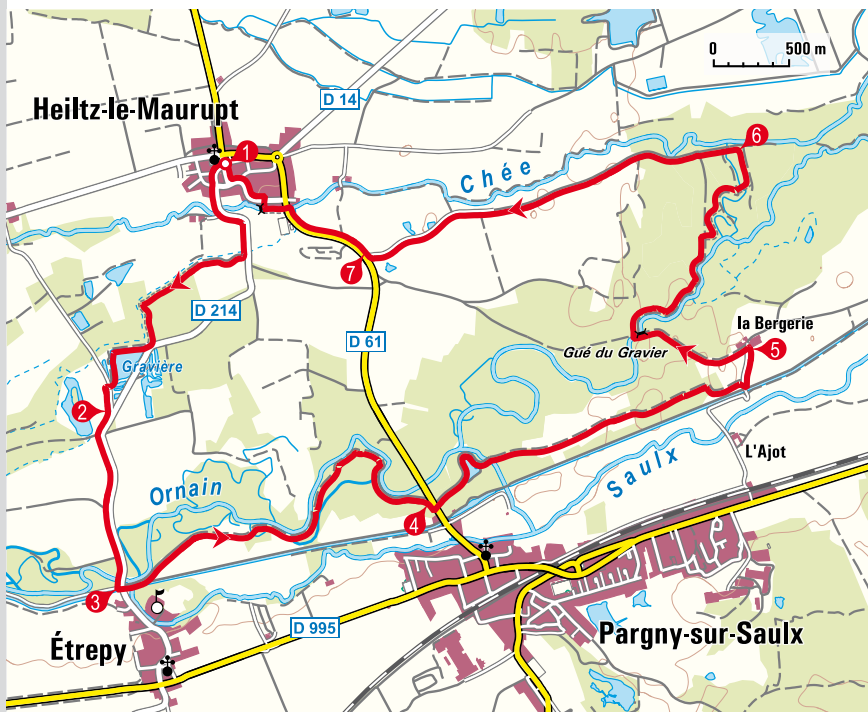 0 500 m
D 14
Heiltz-le-Maurupt
1
6
Chée
7
D 214
la Bergerie
D 61
5
Gué du Gravier
Gravière
2
L'Ajot
Saulx
Ornain
4
3
D 995
Pargny-sur-Saulx
Étrepy